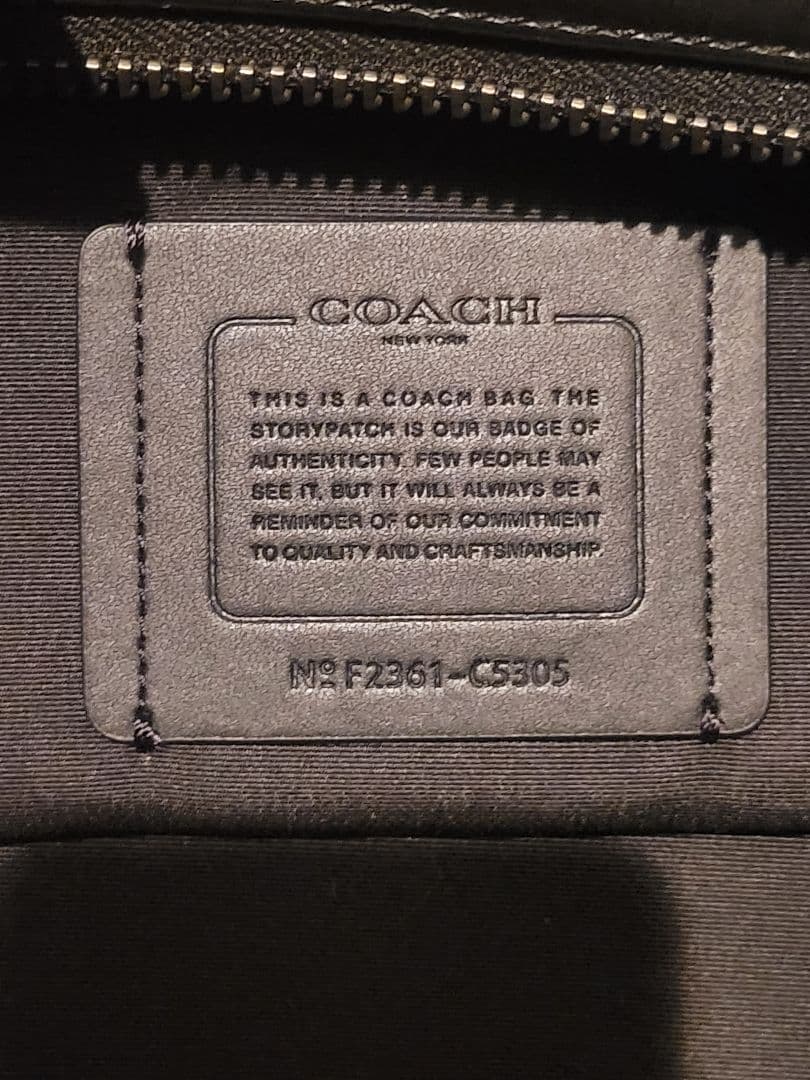 COACH
NEW YORK
THIS IS A COACH BAG THE
STORYPATCH IS OUR BADGE OF
AUTHENTICITY. FEW PEOPLE MAY
SEE IT, BUT IT WILL ALWAYS BE A
REMINDER OF OUR COMMITMENT
TO QUALITY AND CRAFTSMANSHIP.
Nº F2361-C5305